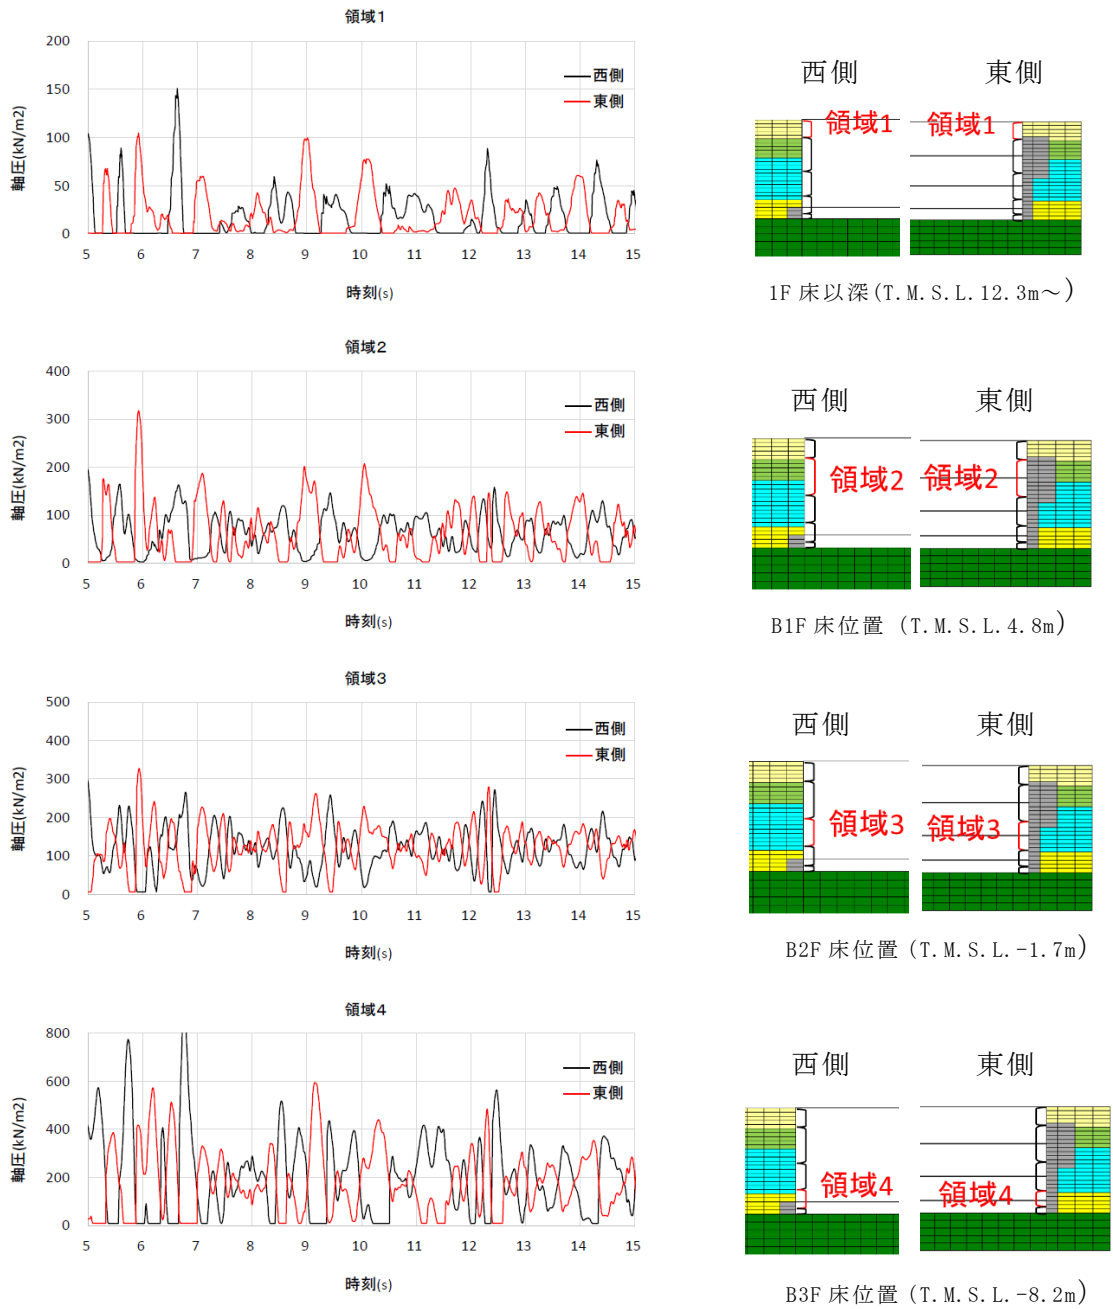 領域1
200
150
100
50
0
軸圧(kN/m2)
西側
東側
5 6 7 8 9 10 11 12 13 14 15
時刻(s)
西側 東側
領域1 領域1
1F 床以深(T.M.S.L.12.3m～)
領域2
400
300
200
100
0
軸圧(kN/m2)
西側
東側
5 6 7 8 9 10 11 12 13 14 15
時刻(s)
西側 東側
領域2 領域2
B1F 床位置 (T.M.S.L.4.8m)
領域3
500
400
300
200
100
0
軸圧(kN/m2)
西側
東側
5 6 7 8 9 10 11 12 13 14 15
時刻(s)
西側 東側
領域3 領域3
B2F 床位置 (T.M.S.L.-1.7m)
領域4
800
600
400
200
0
軸圧(kN/m2)
西側
東側
5 6 7 8 9 10 11 12 13 14 15
時刻(s)
西側 東側
領域4 領域4
B3F 床位置 (T.M.S.L.-8.2m)